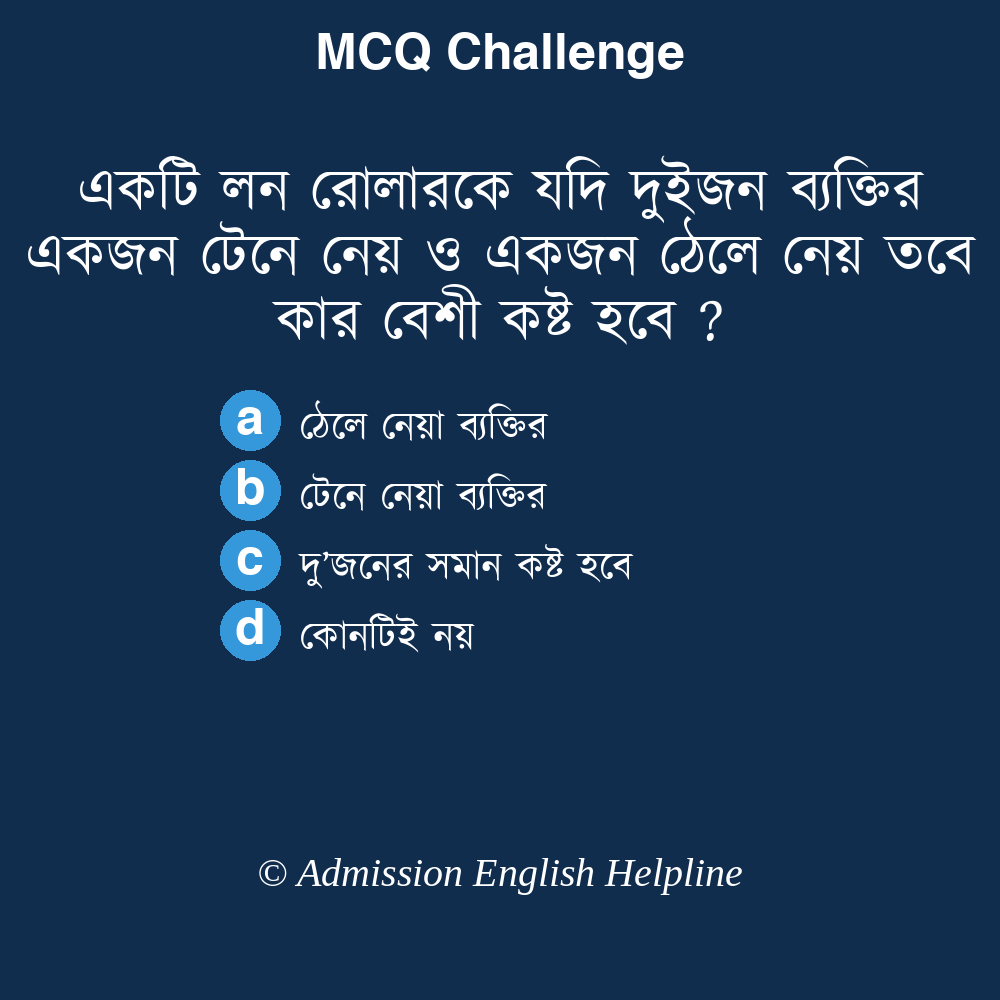 MCQ Challenge
একটি লন রোলারকে যদি দুইজন ব্যক্তির
একজন টেনে নেয় ও একজন ঠেলে নেয় তবে
কার বেশী কষ্ট হবে ?
a ঠেলে নেয়া ব্যক্তির
b টেনে নেয়া ব্যক্তির
c দু’জনের সমান কষ্ট হবে
d কোনটিই নয়
© Admission English Helpline